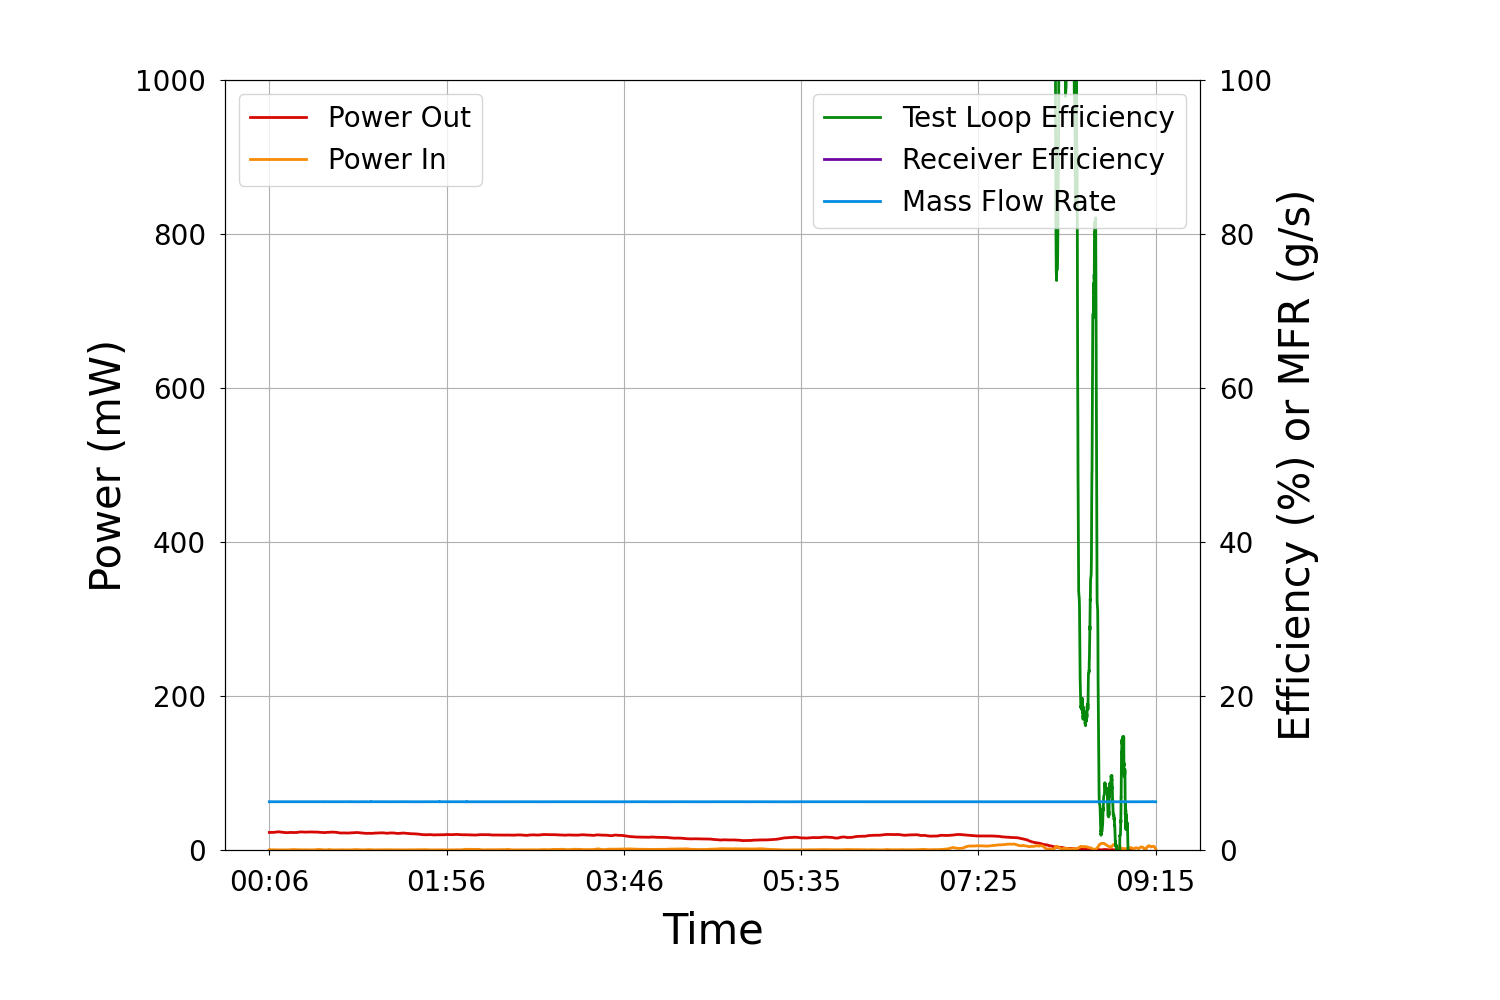 1000
800
600
400
200
0
Power (mW)
Power Out
Power In
Test Loop Efficiency
Receiver Efficiency
Mass Flow Rate
100
80
60
40
20
0
Efficiency (%) or MFR (g/s)
00:06 01:56 03:46 05:35 07:25 09:15
Time